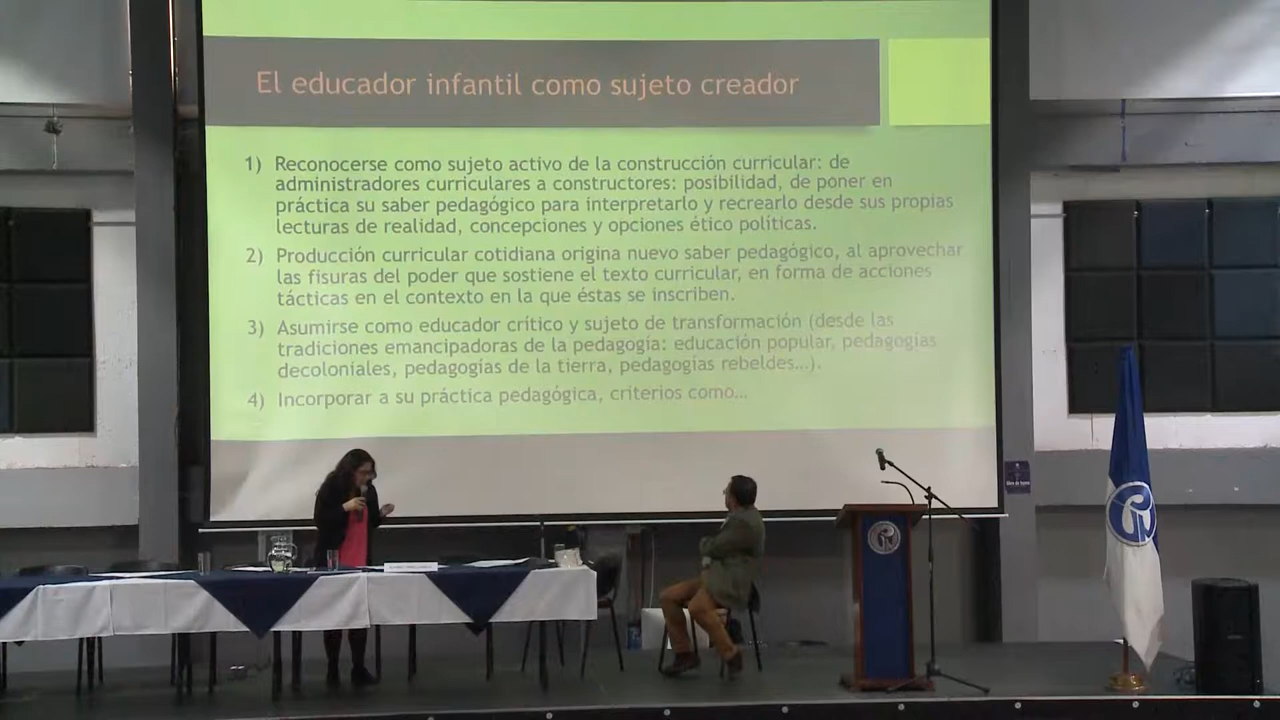 El educador infantil como sujeto creador
1) Reconocerse como sujeto activo de la construcción curricular: de
administradores curriculares a constructores: posibilidad, de poner en
práctica su saber pedagógico para interpretarlo y recrearlo desde sus propias
lecturas de realidad, concepciones y opciones ético políticas.
2) Producción curricular cotidiana origina nuevo saber pedagógico, al aprovechar
las fisuras del poder que sostiene el texto curricular, en forma de acciones
tácticas en el contexto en la que éstas se inscriben.
3) Asumirse como educador crítico y sujeto de transformación (desde las
tradiciones emancipadoras de la pedagogía: educación popular, pedagogías
decoloniales, pedagogías de la tierra, pedagogías rebeldes...).
4) Incorporar a su práctica pedagógica, criterios como...